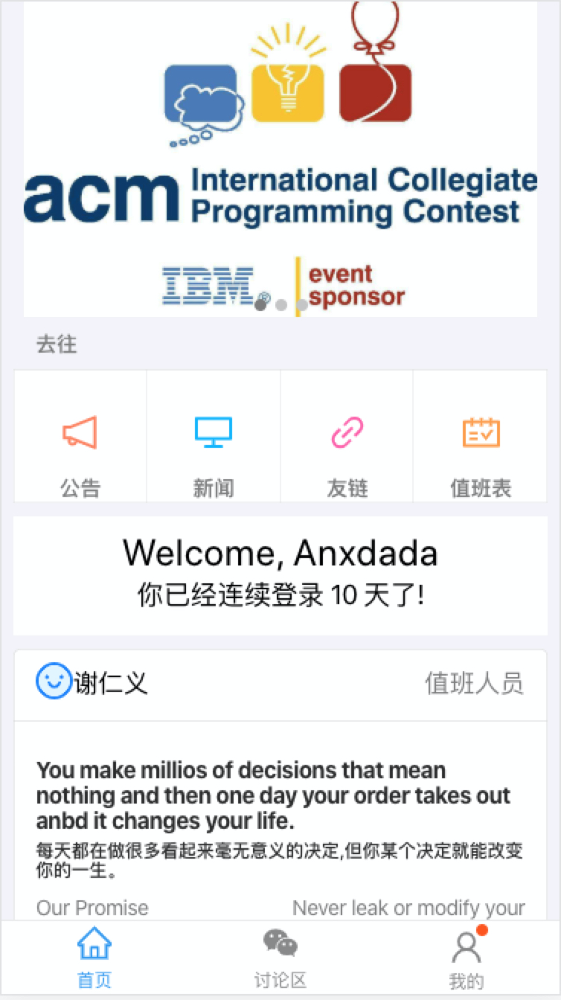 acm International Collegiate
Programming Contest
IBM® event
sponsor
去往
公告 新闻 友链 值班表
Welcome, Anxdada
你已经连续登录 10 天了!
谢仁义 值班人员
You make millios of decisions that mean
nothing and then one day your order takes out
anbd it changes your life.
每天都在做很多看起来毫无意义的决定,但你某个决定就能改变
你的一生。
Our Promise Never leak or modify your
首页 讨论区 我的